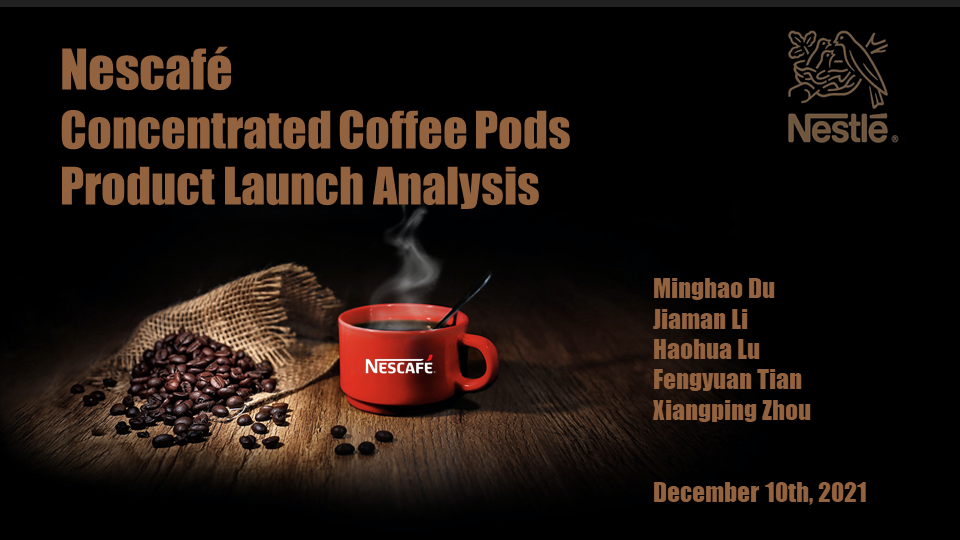 Nescafé
Concentrated Coffee Pods
Product Launch Analysis
Nestlé®
NESCAFÉ®
Minghao Du
Jiaman Li
Haohua Lu
Fengyuan Tian
Xiangping Zhou
December 10th, 2021